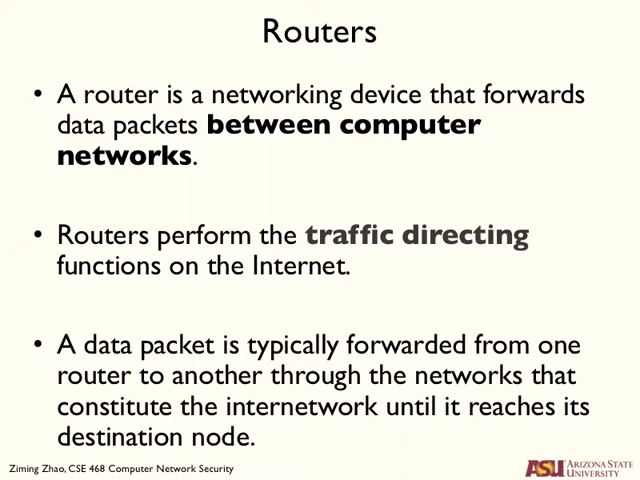 Routers
• A router is a networking device that forwards
data packets between computer
networks.
• Routers perform the traffic directing
functions on the Internet.
• A data packet is typically forwarded from one
router to another through the networks that
constitute the internetwork until it reaches its
destination node.
Ziming Zhao, CSE 468 Computer Network Security
ASU ARIZONA STATE
UNIVERSITY